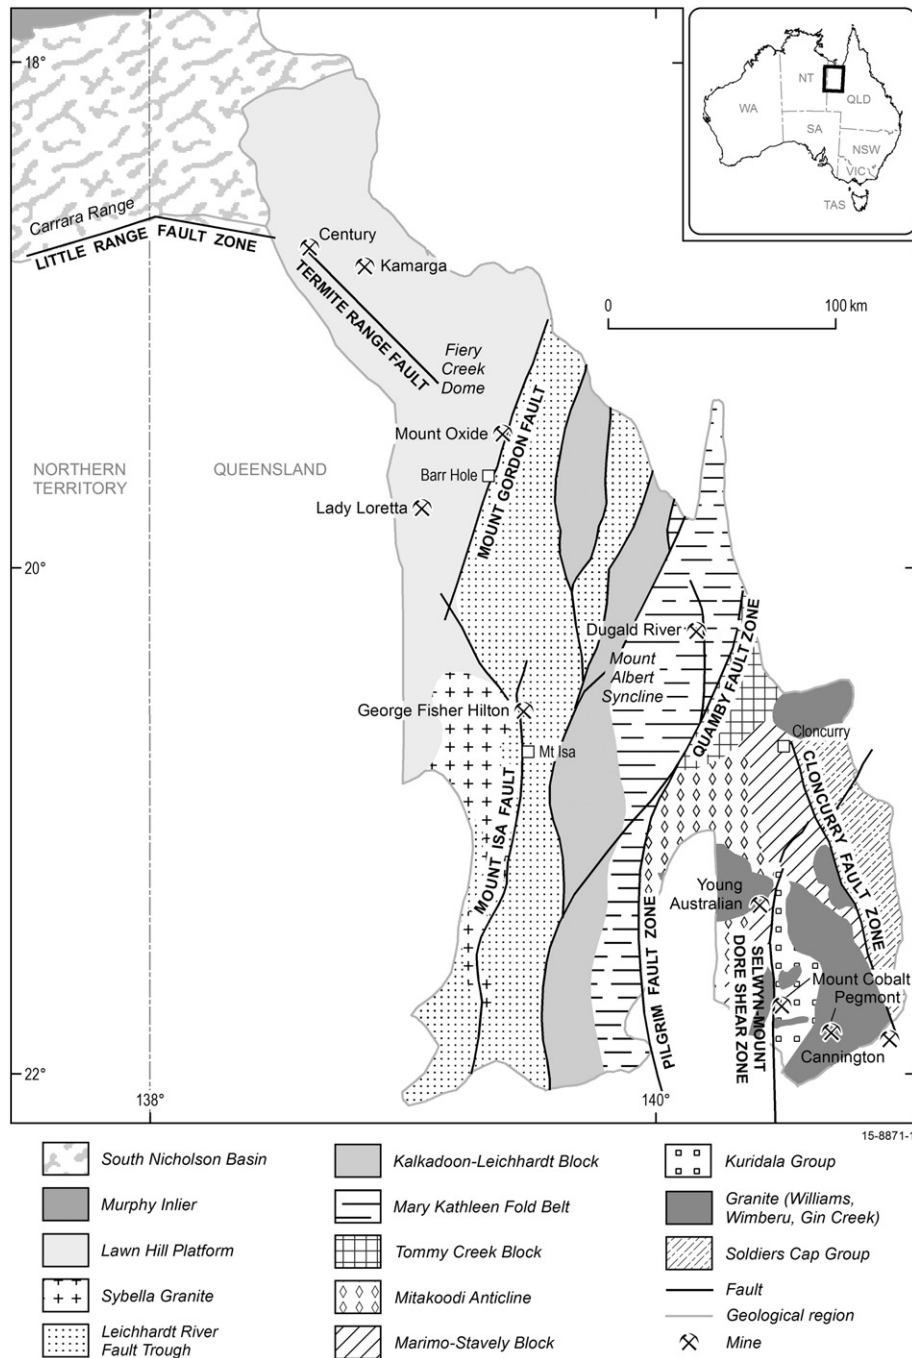 18°
NT
QLD
WA
SA
NSW
VIC
TAS
Carrara Range
LITTLE RANGE FAULT ZONE
Century
Kamarga
TERMITE RANGE FAULT
0
100 km
Fiery
Creek
Dome
MOUNT GORDON FAULT
Mount Oxide
Barr Hole
NORTHERN
TERRITORY
QUEENSLAND
Lady Loretta
20°
Dugald River
Mount
Albert
Syncline
QUAMBY FAULT ZONE
George Fisher Hilton
Mt Isa
Cloncurry
CLONCURRY FAULT ZONE
MOUNT ISA FAULT
Young
Australian
PILGRIM FAULT ZONE
SELWYN-MOUNT
DORE SHEAR ZONE
Mount Cobalt
Pegmont
Cannington
22°
138°
140°
15-8871-1
South Nicholson Basin
Murphy Inlier
Lawn Hill Platform
Sybella Granite
Leichhardt River
Fault Trough
Kalkadoon-Leichhardt Block
Mary Kathleen Fold Belt
Tommy Creek Block
Mitakoodi Anticline
Marimo-Stavely Block
Kuridala Group
Granite (Williams,
Wimberu, Gin Creek)
Soldiers Cap Group
Fault
Geological region
Mine